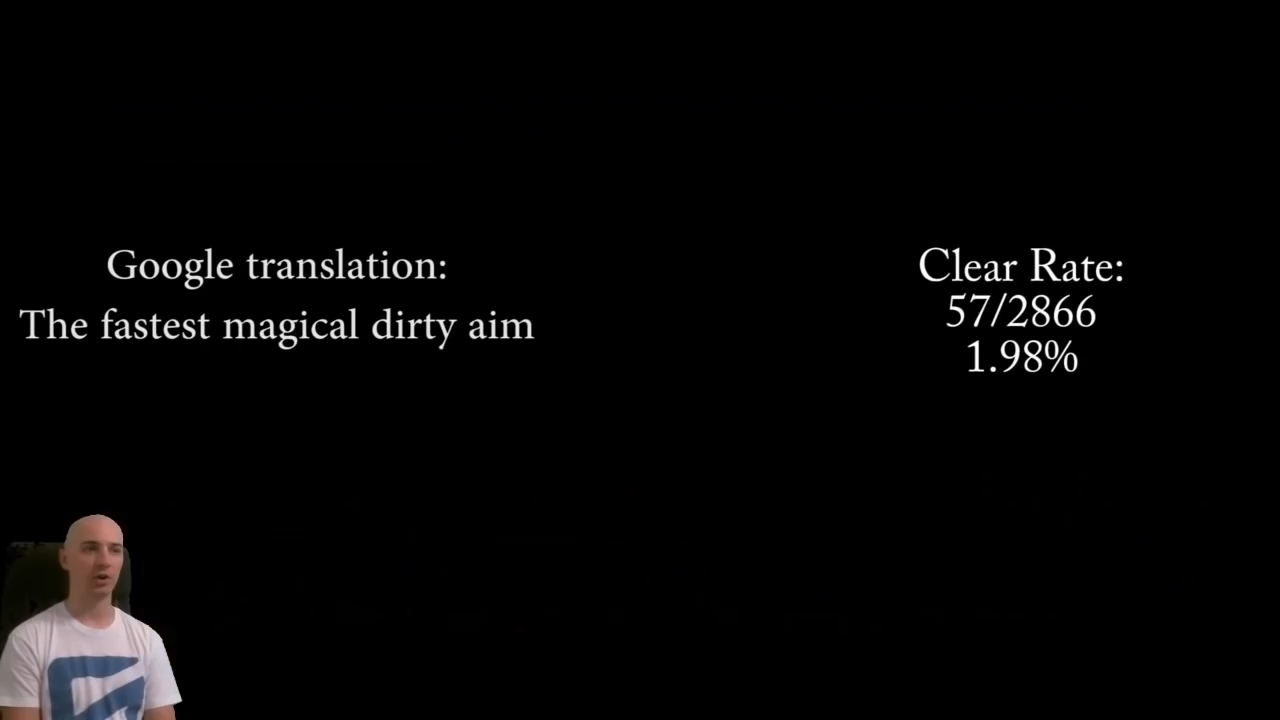 Google translation:
The fastest magical dirty aim
Clear Rate:
57/2866
1.98%